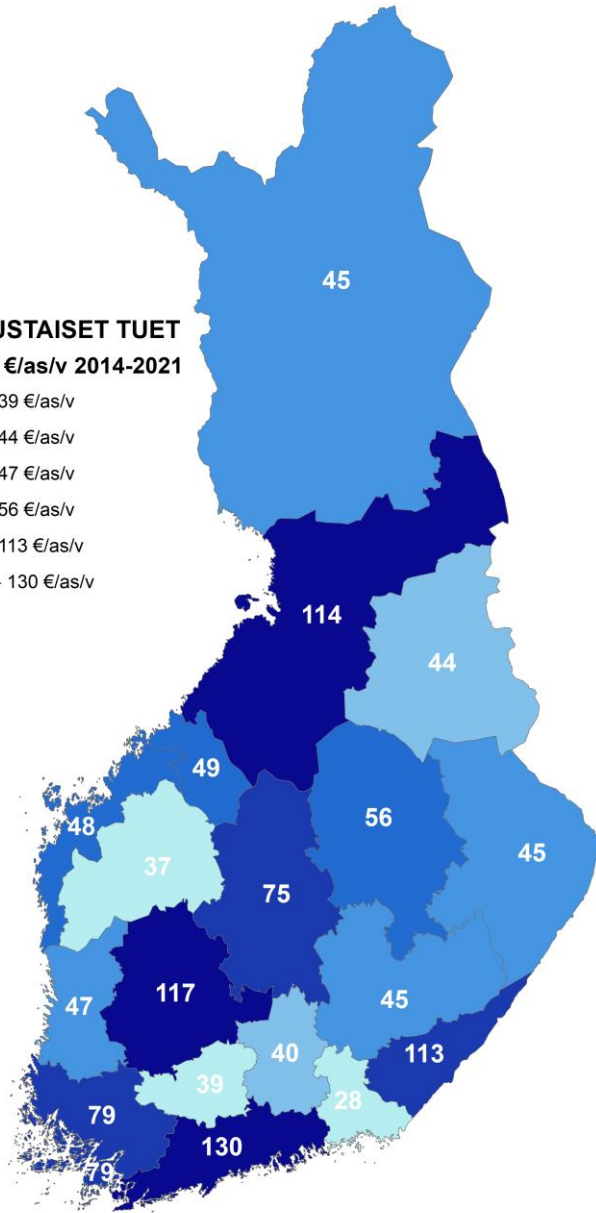 USTAISET TUET
€/as/v 2014-2021
39 €/as/v
44 €/as/v
47 €/as/v
56 €/as/v
113 €/as/v
130 €/as/v
45
114
44
49
48
56
37
45
75
47
117
45
40
113
39
28
79
130
79